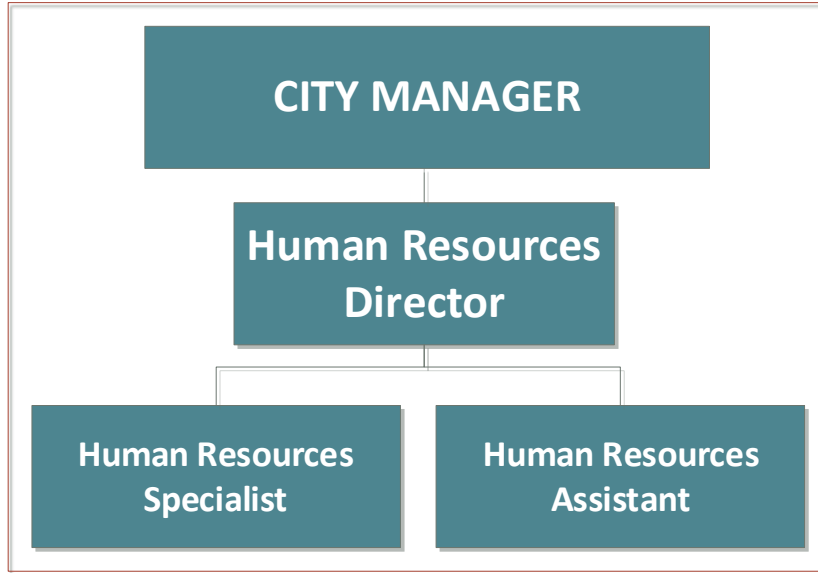 CITY MANAGER
Human Resources
Director
Human Resources
Specialist
Human Resources
Assistant